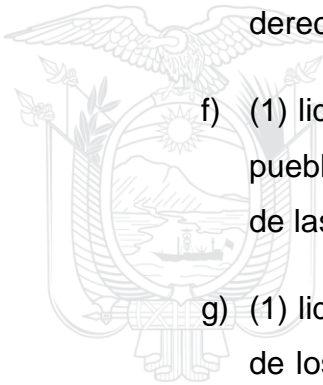 derec
f) (1) lic
puebl
de las
g) (1) lic
de los